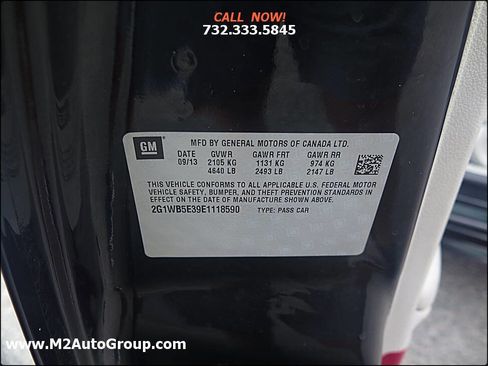 CALL NOW!
732.333.5845
GM
MFD BY GENERAL MOTORS OF CANADA LTD.
DATE GVWR GAWR FRT GAWR RR
09/13 2105 KG 1131 KG 974 KG
4640 LB 2493 LB 2147 LB
THIS VEHICLE CONFORMS TO ALL APPLICABLE U.S. FEDERAL MOTOR
VEHICLE SAFETY, BUMPER, AND THEFT PREVENTION STANDARDS IN
EFFECT ON THE DATE OF MANUFACTURE SHOWN ABOVE.
2G1WB5E39E1118590 TYPE: PASS CAR
www.M2AutoGroup.com